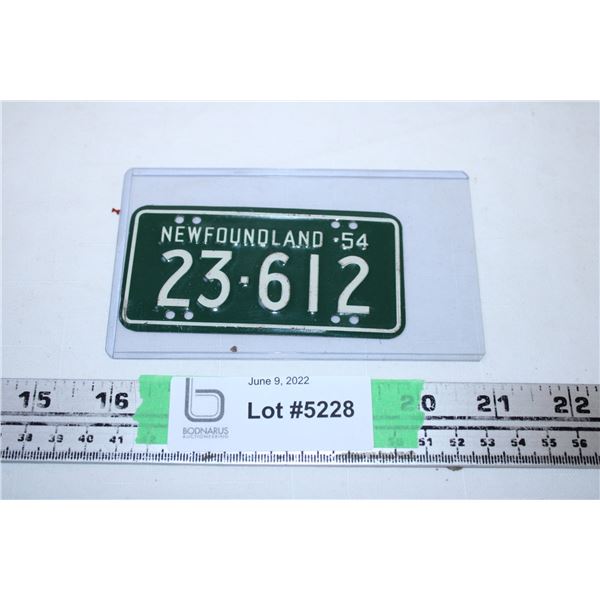 NEWFOUNDLAND 54
23-612
June 9, 2022
Lot #5228
b
BODNARUS
AUCTIONEERING
15 16 20 21 22
38 39 40 41 51 52 53 54 55 56